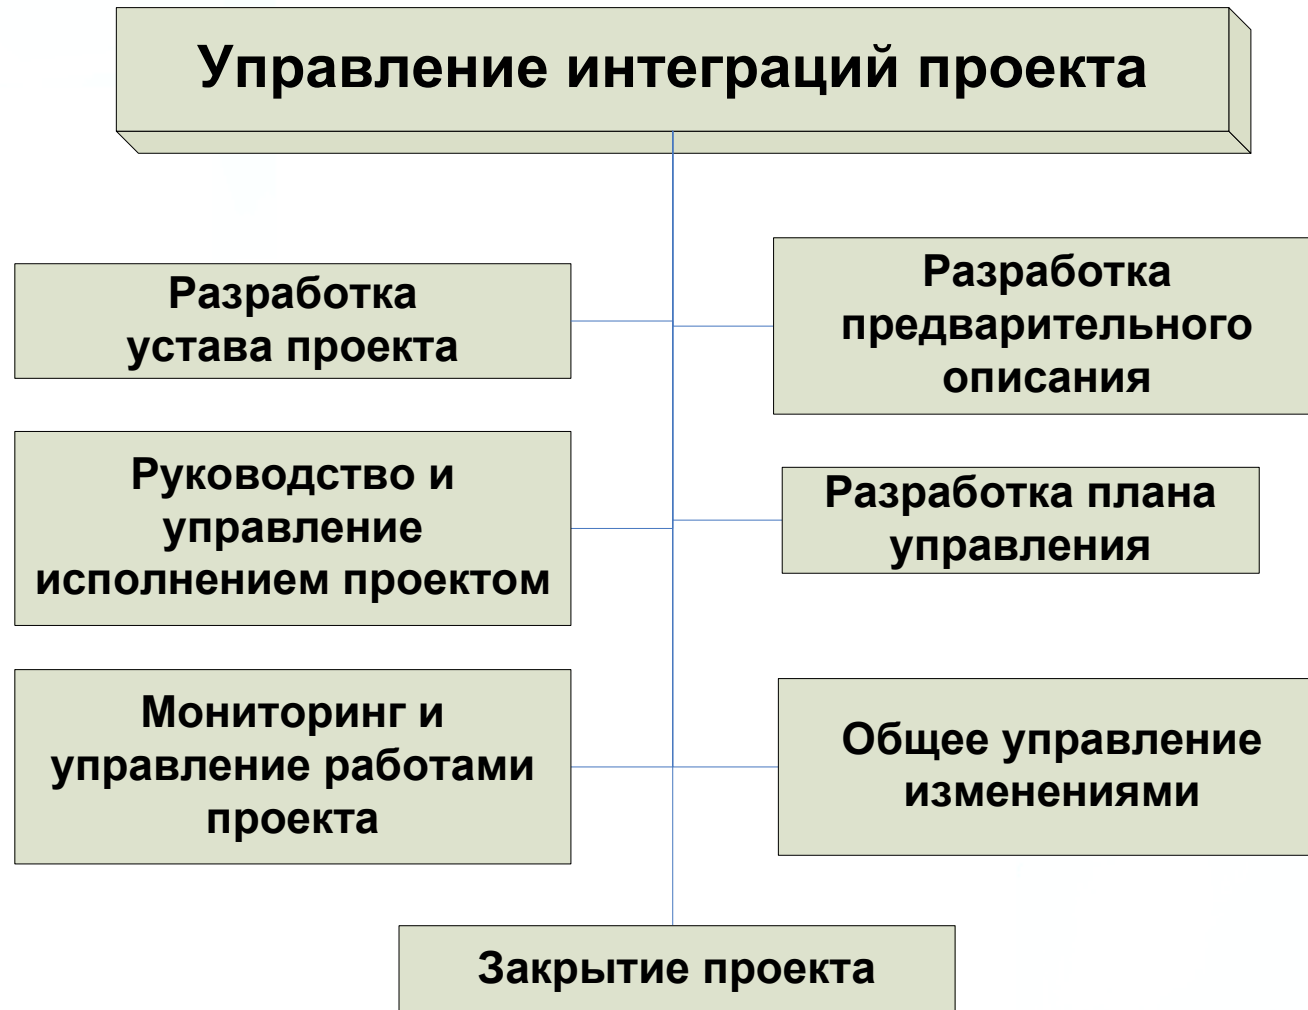 Управление интеграций проекта
Разработка
устава проекта
Разработка
предварительного
описания
Руководство и
управление
исполнением проектом
Разработка плана
управления
Мониторинг и
управление работами
проекта
Общее управление
изменениями
Закрытие проекта